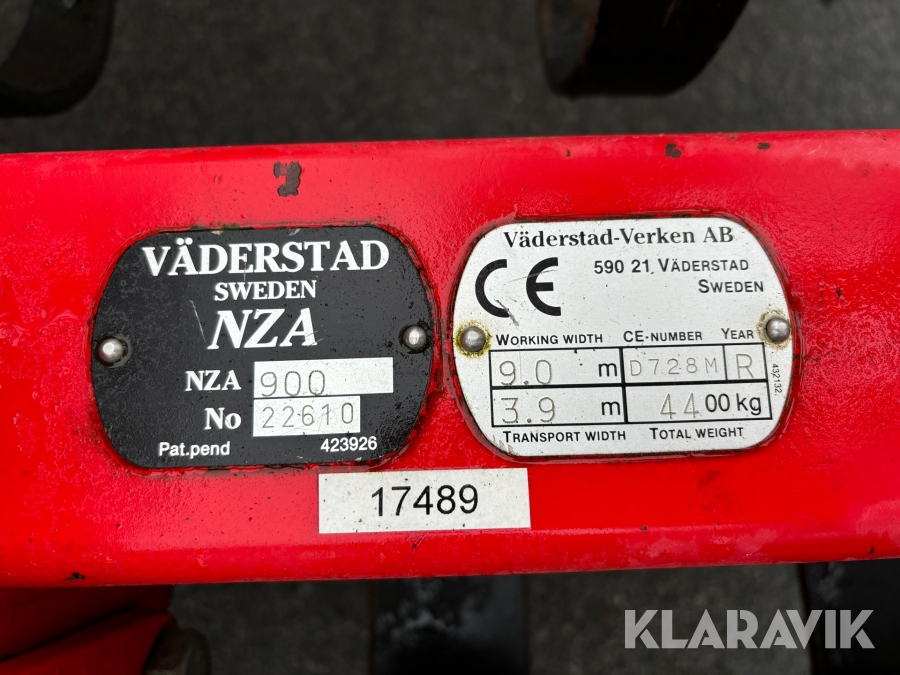 VÄDERSTAD
SWEDEN
NZA
NZA 900
No 22610
Pat.pend 423926
Väderstad-Verken AB
CE 590 21 VÄDERSTAD
SWEDEN
WORKING WIDTH CE-NUMBER YEAR
9.0 m D728M R
3.9 m 4400 kg
TRANSPORT WIDTH TOTAL WEIGHT
432132
17489
KLARAVIK